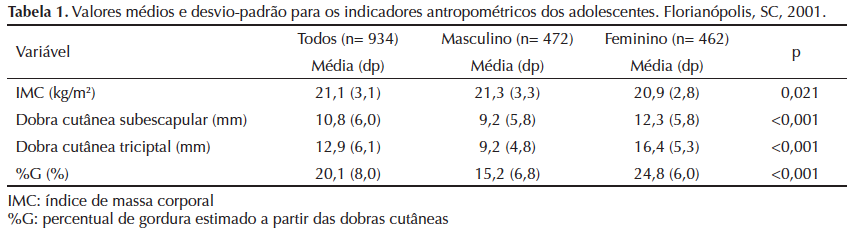 Tabela 1. Valores médios e desvio-padrão para os indicadores antropométricos dos adolescentes. Florianópolis, SC, 2001.
Variável Todos (n= 934) Masculino (n= 472) Feminino (n= 462) p
Média (dp) Média (dp) Média (dp)
IMC (kg/m²) 21,1 (3,1) 21,3 (3,3) 20,9 (2,8) 0,021
Dobra cutânea subescapular (mm) 10,8 (6,0) 9,2 (5,8) 12,3 (5,8) <0,001
Dobra cutânea triciptal (mm) 12,9 (6,1) 9,2 (4,8) 16,4 (5,3) <0,001
%G (%) 20,1 (8,0) 15,2 (6,8) 24,8 (6,0) <0,001
IMC: índice de massa corporal
%G: percentual de gordura estimado a partir das dobras cutâneas